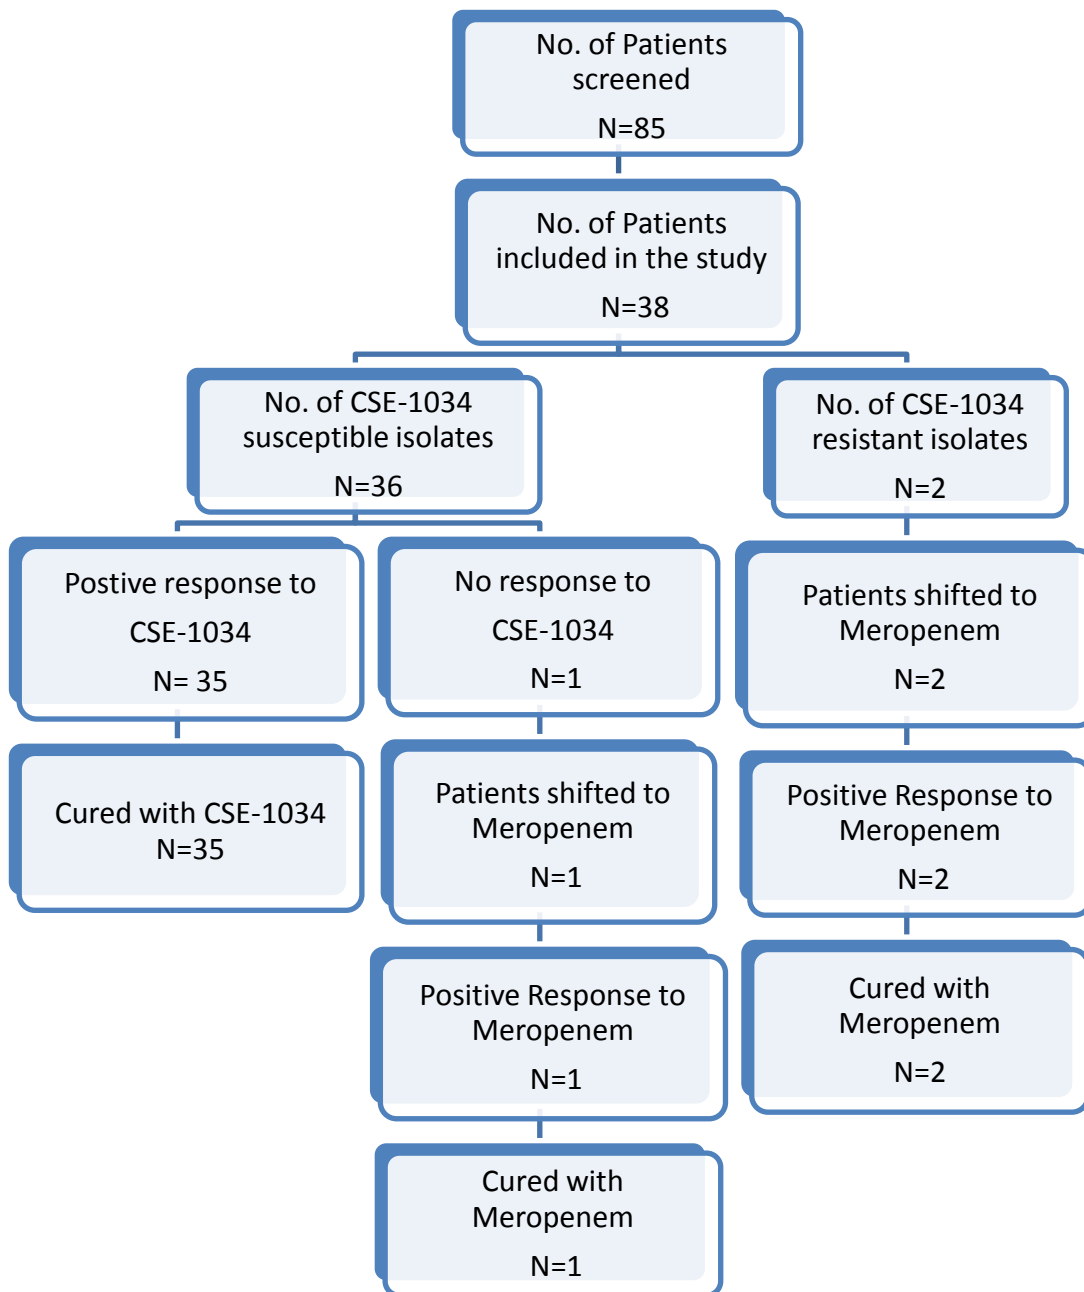 No. of Patients
screened
N=85
No. of Patients
included in the study
N=38
No. of CSE-1034
susceptible isolates
N=36
No. of CSE-1034
resistant isolates
N=2
Postive response to
CSE-1034
N= 35
No response to
CSE-1034
N=1
Patients shifted to
Meropenem
N=2
Cured with CSE-1034
N=35
Patients shifted to
Meropenem
N=1
Positive Response to
Meropenem
N=2
Positive Response to
Meropenem
N=1
Cured with
Meropenem
N=2
Cured with
Meropenem
N=1